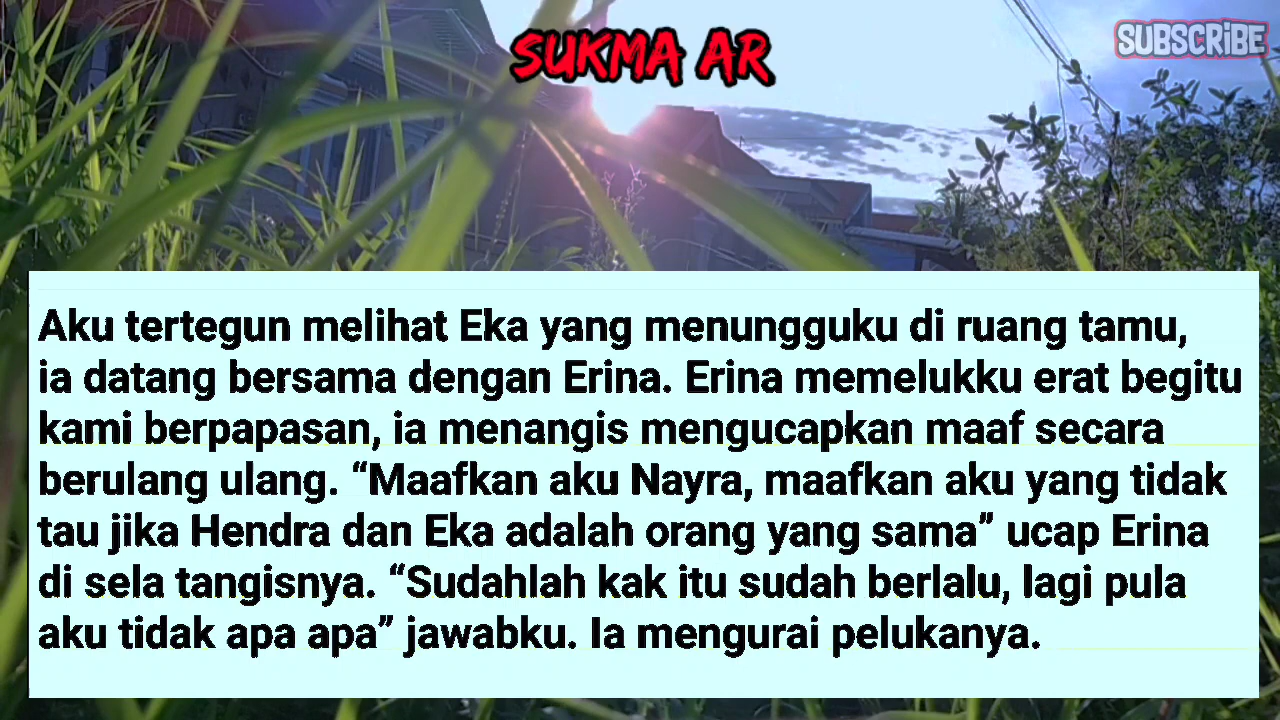 SUKMA AR
SUBSCRiBE
Aku tertegun melihat Eka yang menungguku di ruang tamu,
ia datang bersama dengan Erina. Erina memelukku erat begitu
kami berpapasan, ia menangis mengucapkan maaf secara
berulang ulang. “Maafkan aku Nayra, maafkan aku yang tidak
tau jika Hendra dan Eka adalah orang yang sama” ucap Erina
di sela tangisnya. “Sudahlah kak itu sudah berlalu, lagi pula
aku tidak apa apa” jawabku. Ia mengurai pelukanya.